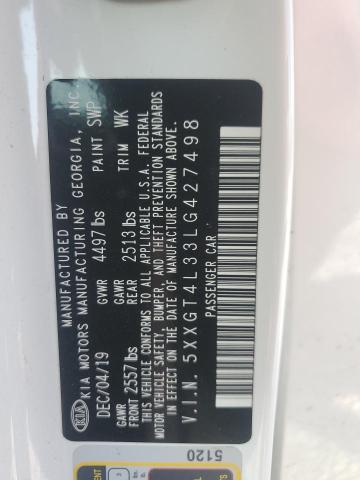 MANUFACTURED BY
KIA KIA MOTORS MANUFACTURING GEORGIA, INC.
DEC/04/19 GVWR 4497 lbs PAINT SWP
GAWR FRONT 2557 lbs GAWR REAR 2513 lbs TRIM WK
THIS VEHICLE CONFORMS TO ALL APPLICABLE U.S.A. FEDERAL
MOTOR VEHICLE SAFETY, BUMPER, AND THEFT PREVENTION STANDARDS
IN EFFECT ON THE DATE OF MANUFACTURE SHOWN ABOVE.
V.I.N. 5XXGT4L33LG427498
PASSENGER CAR
5120